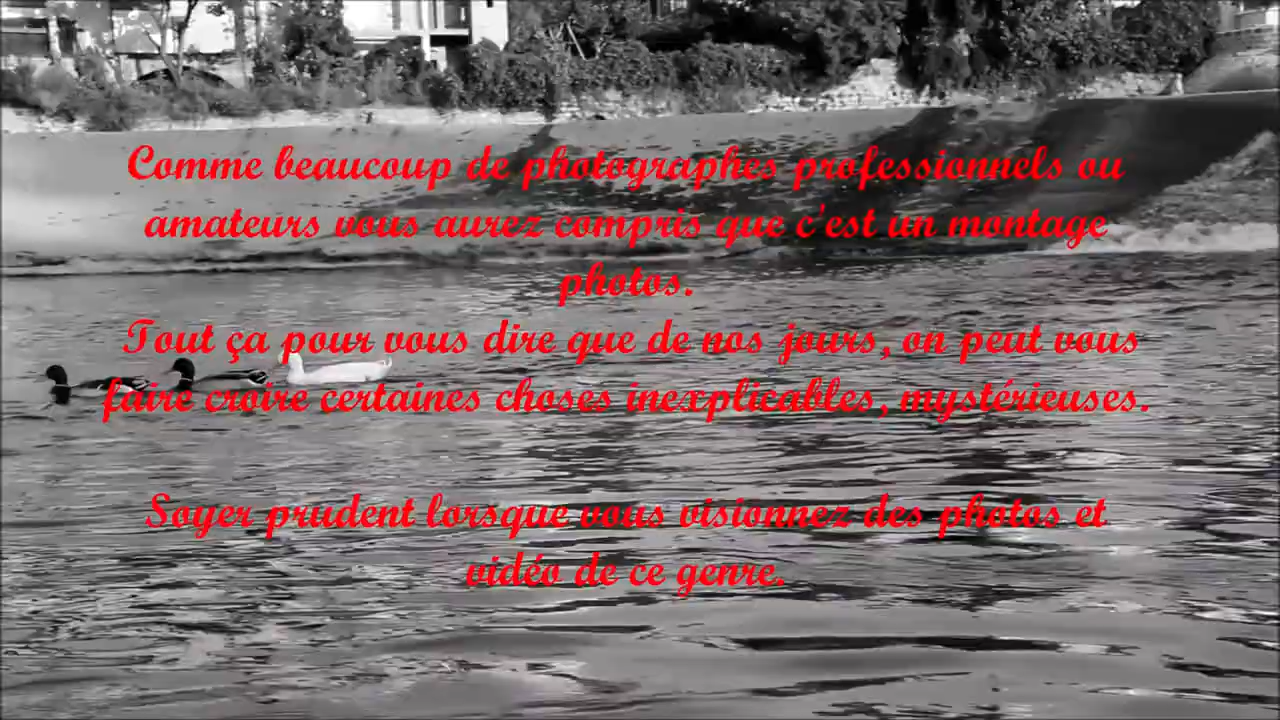 Comme beaucoup de photographes professionnels ou
amateurs vous aurez compris que c'est un montage
photos.
Tout ça pour vous dire que de nos jours, on peut vous
faire croire certaines choses inexplicables, mystérieuses.
Soyer prudent lorsque vous visionnez des photos et
vidéo de ce genre.